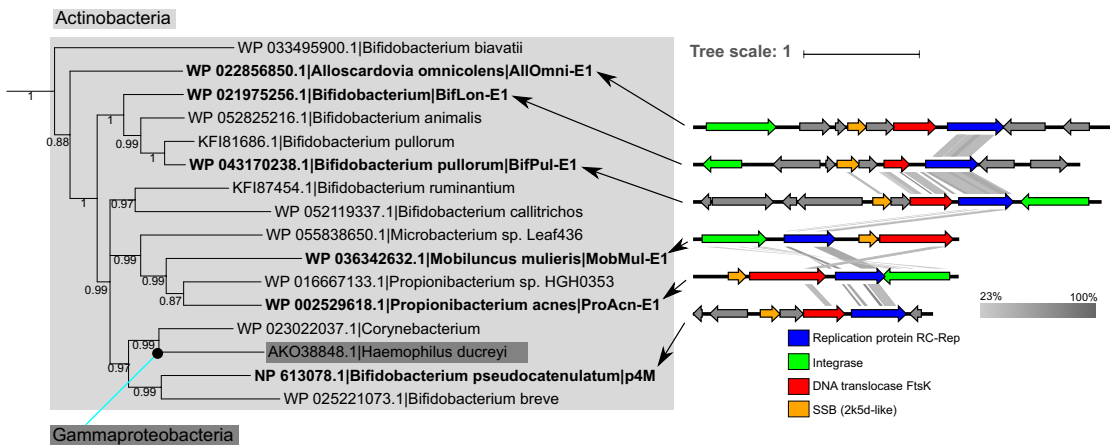 Actinobacteria
WP 033495900.1|Bifidobacterium biavatii
WP 022856850.1|Alloscardovia omnicolens|AllOmni-E1
WP 021975256.1|Bifidobacterium|BifLon-E1
WP 052825216.1|Bifidobacterium animalis
KFI81686.1|Bifidobacterium pullorum
WP 043170238.1|Bifidobacterium pullorum|BifPul-E1
KFI87454.1|Bifidobacterium ruminantium
WP 052119337.1|Bifidobacterium callitrichos
WP 055838650.1|Microbacterium sp. Leaf436
WP 036342632.1|Mobiluncus mulieris|MobMul-E1
WP 016667133.1|Propionibacterium sp. HGH0353
WP 002529618.1|Propionibacterium acnes|ProAcn-E1
WP 023022037.1|Corynebacterium
AKO38848.1|Haemophilus ducreyi
NP 613078.1|Bifidobacterium pseudocatenulatum|p4M
WP 025221073.1|Bifidobacterium breve
Gammaproteobacteria
1
0.88
1
0.99
1
1
0.97
0.99
0.99
0.99
0.87
0.99
0.97
0.99
Tree scale: 1
23% 100%
Replication protein RC-Rep
Integrase
DNA translocase FtsK
SSB (2k5d-like)